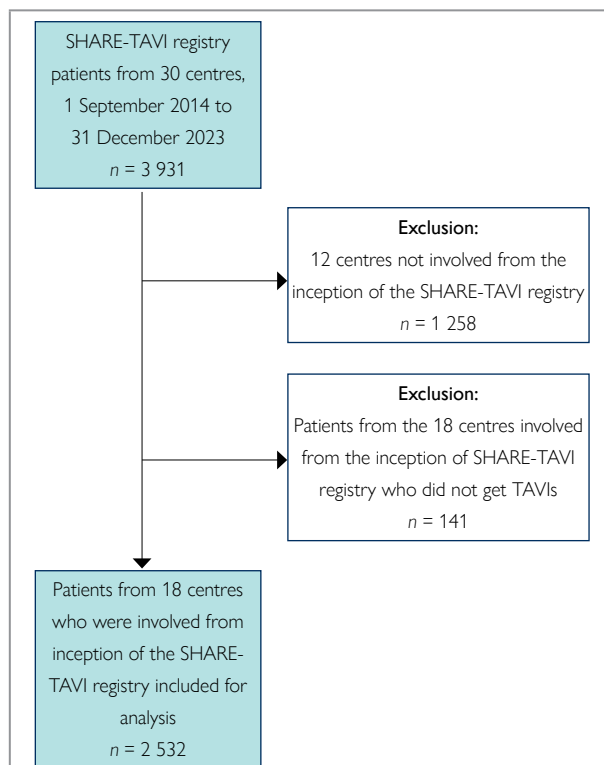 SHARE-TAVI registry
patients from 30 centres,
1 September 2014 to
31 December 2023
n = 3 931
Exclusion:
12 centres not involved from the
inception of the SHARE-TAVI registry
n = 1 258
Exclusion:
Patients from the 18 centres involved
from the inception of SHARE-TAVI
registry who did not get TAVIs
n = 141
Patients from 18 centres
who were involved from
inception of the SHARE-
TAVI registry included for
analysis
n = 2 532